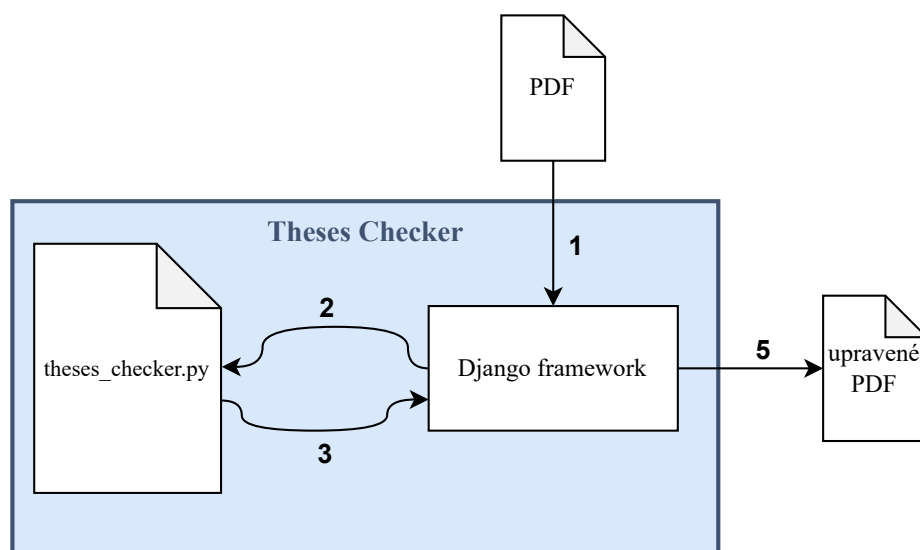 PDF
Theses Checker
1
2
theses_checker.py
Django framework
3
5
upravené
PDF